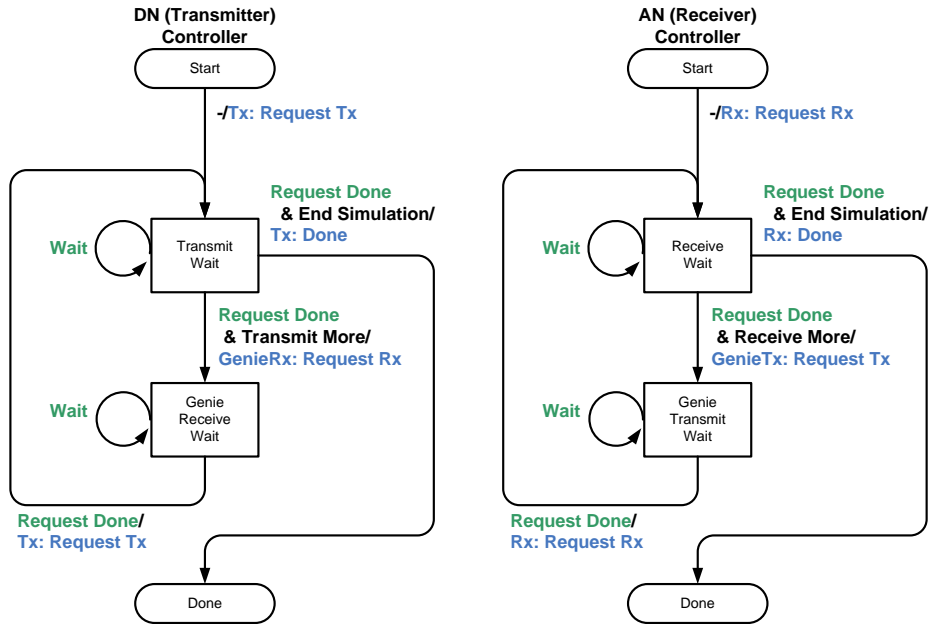 DN (Transmitter)
Controller
Start
-/Tx: Request Tx
Request Done
& End Simulation/
Tx: Done
Wait
Transmit
Wait
Request Done
& Transmit More/
GenieRx: Request Rx
Wait
Genie
Receive
Wait
Request Done/
Tx: Request Tx
Done
AN (Receiver)
Controller
Start
-/Rx: Request Rx
Request Done
& End Simulation/
Rx: Done
Wait
Receive
Wait
Request Done
& Receive More/
GenieTx: Request Tx
Wait
Genie
Transmit
Wait
Request Done/
Rx: Request Rx
Done